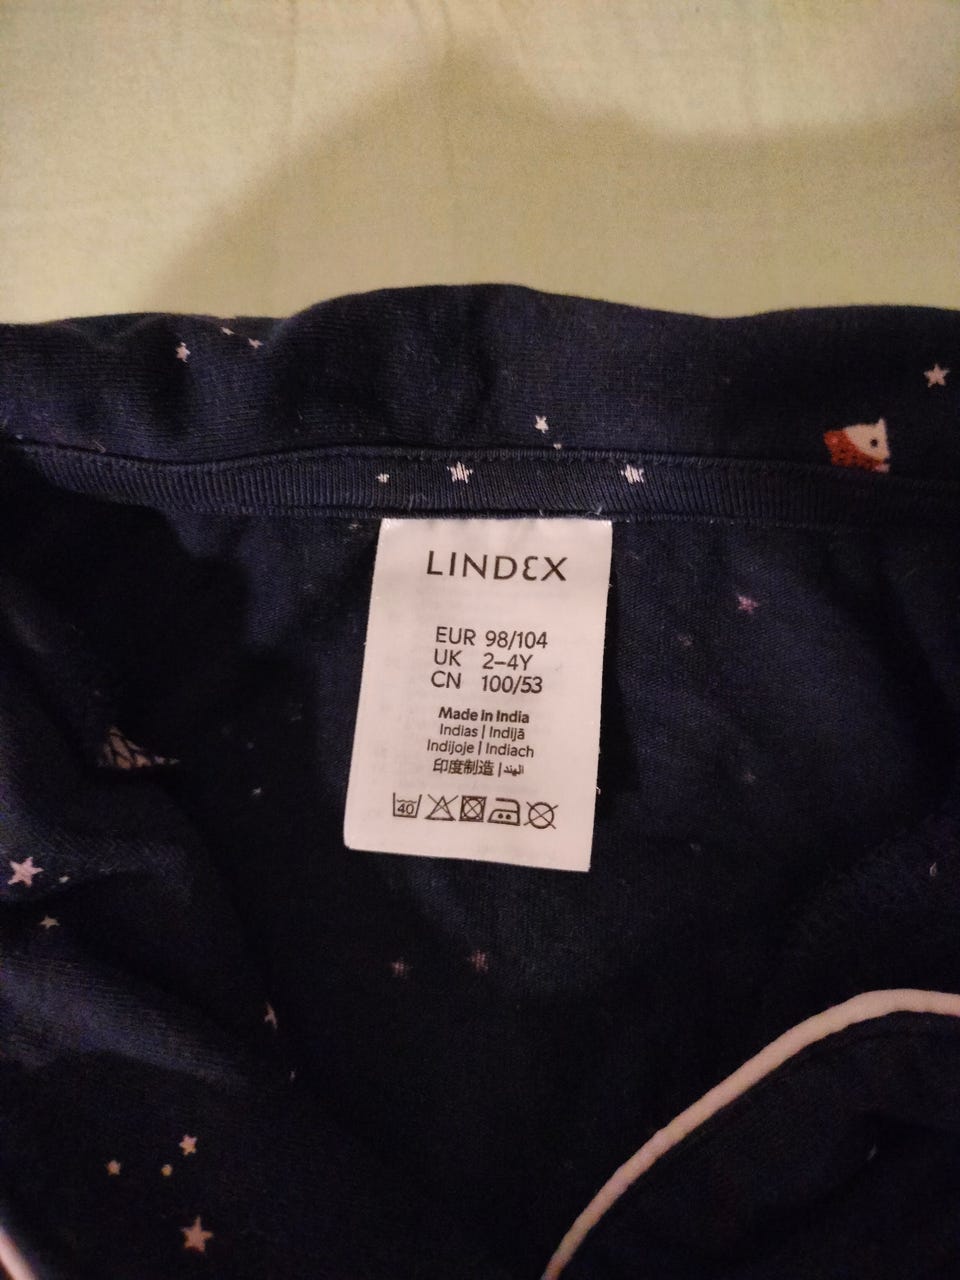 LINDEX
EUR 98/104
UK 2–4Y
CN 100/53
Made in India
Indias | Indijā
Indijoje | Indiach
印度制造 | الهند
40